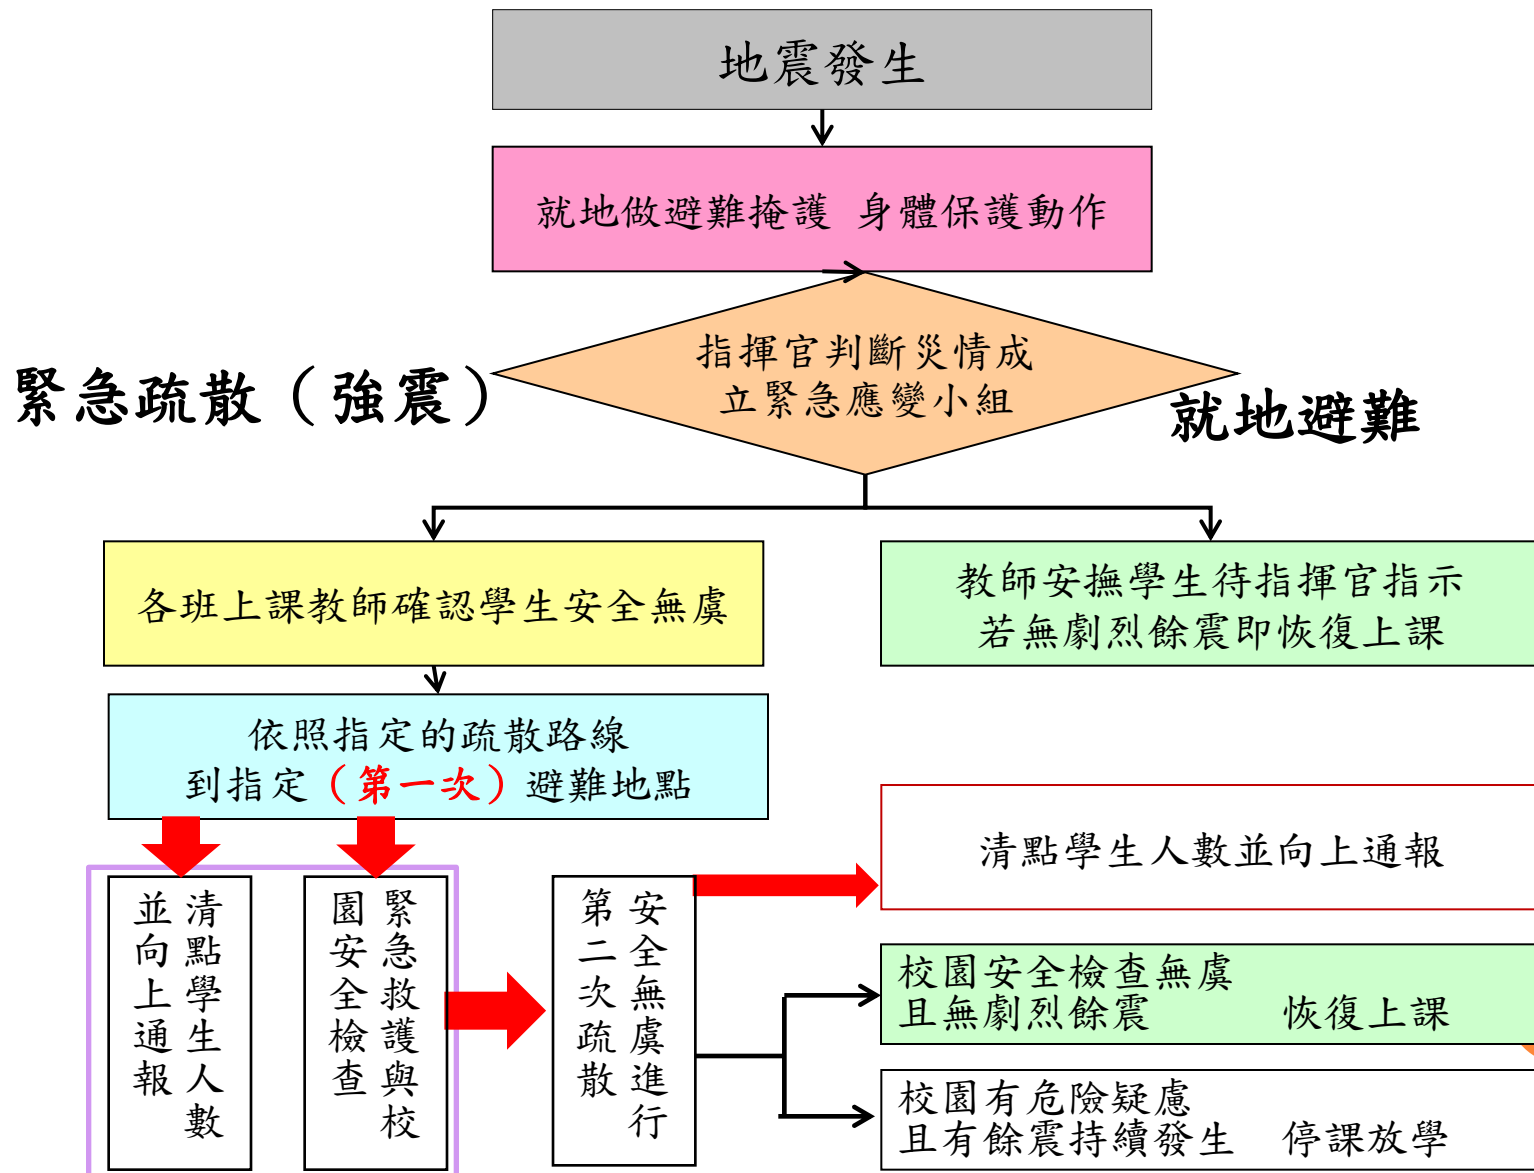 地震發生
就地做避難掩護 身體保護動作
指揮官判斷災情成
立緊急應變小組
緊急疏散（強震）
就地避難
各班上課教師確認學生安全無虞
教師安撫學生待指揮官指示
若無劇烈餘震即恢復上課
依照指定的疏散路線
到指定（第一次）避難地點
清點學生人數
並向上通報
緊急救護與校
園安全檢查
安全無虞進行
第二次疏散
清點學生人數並向上通報
校園安全檢查無虞
且無劇烈餘震 恢復上課
校園有危險疑慮
且有餘震持續發生 停課放學